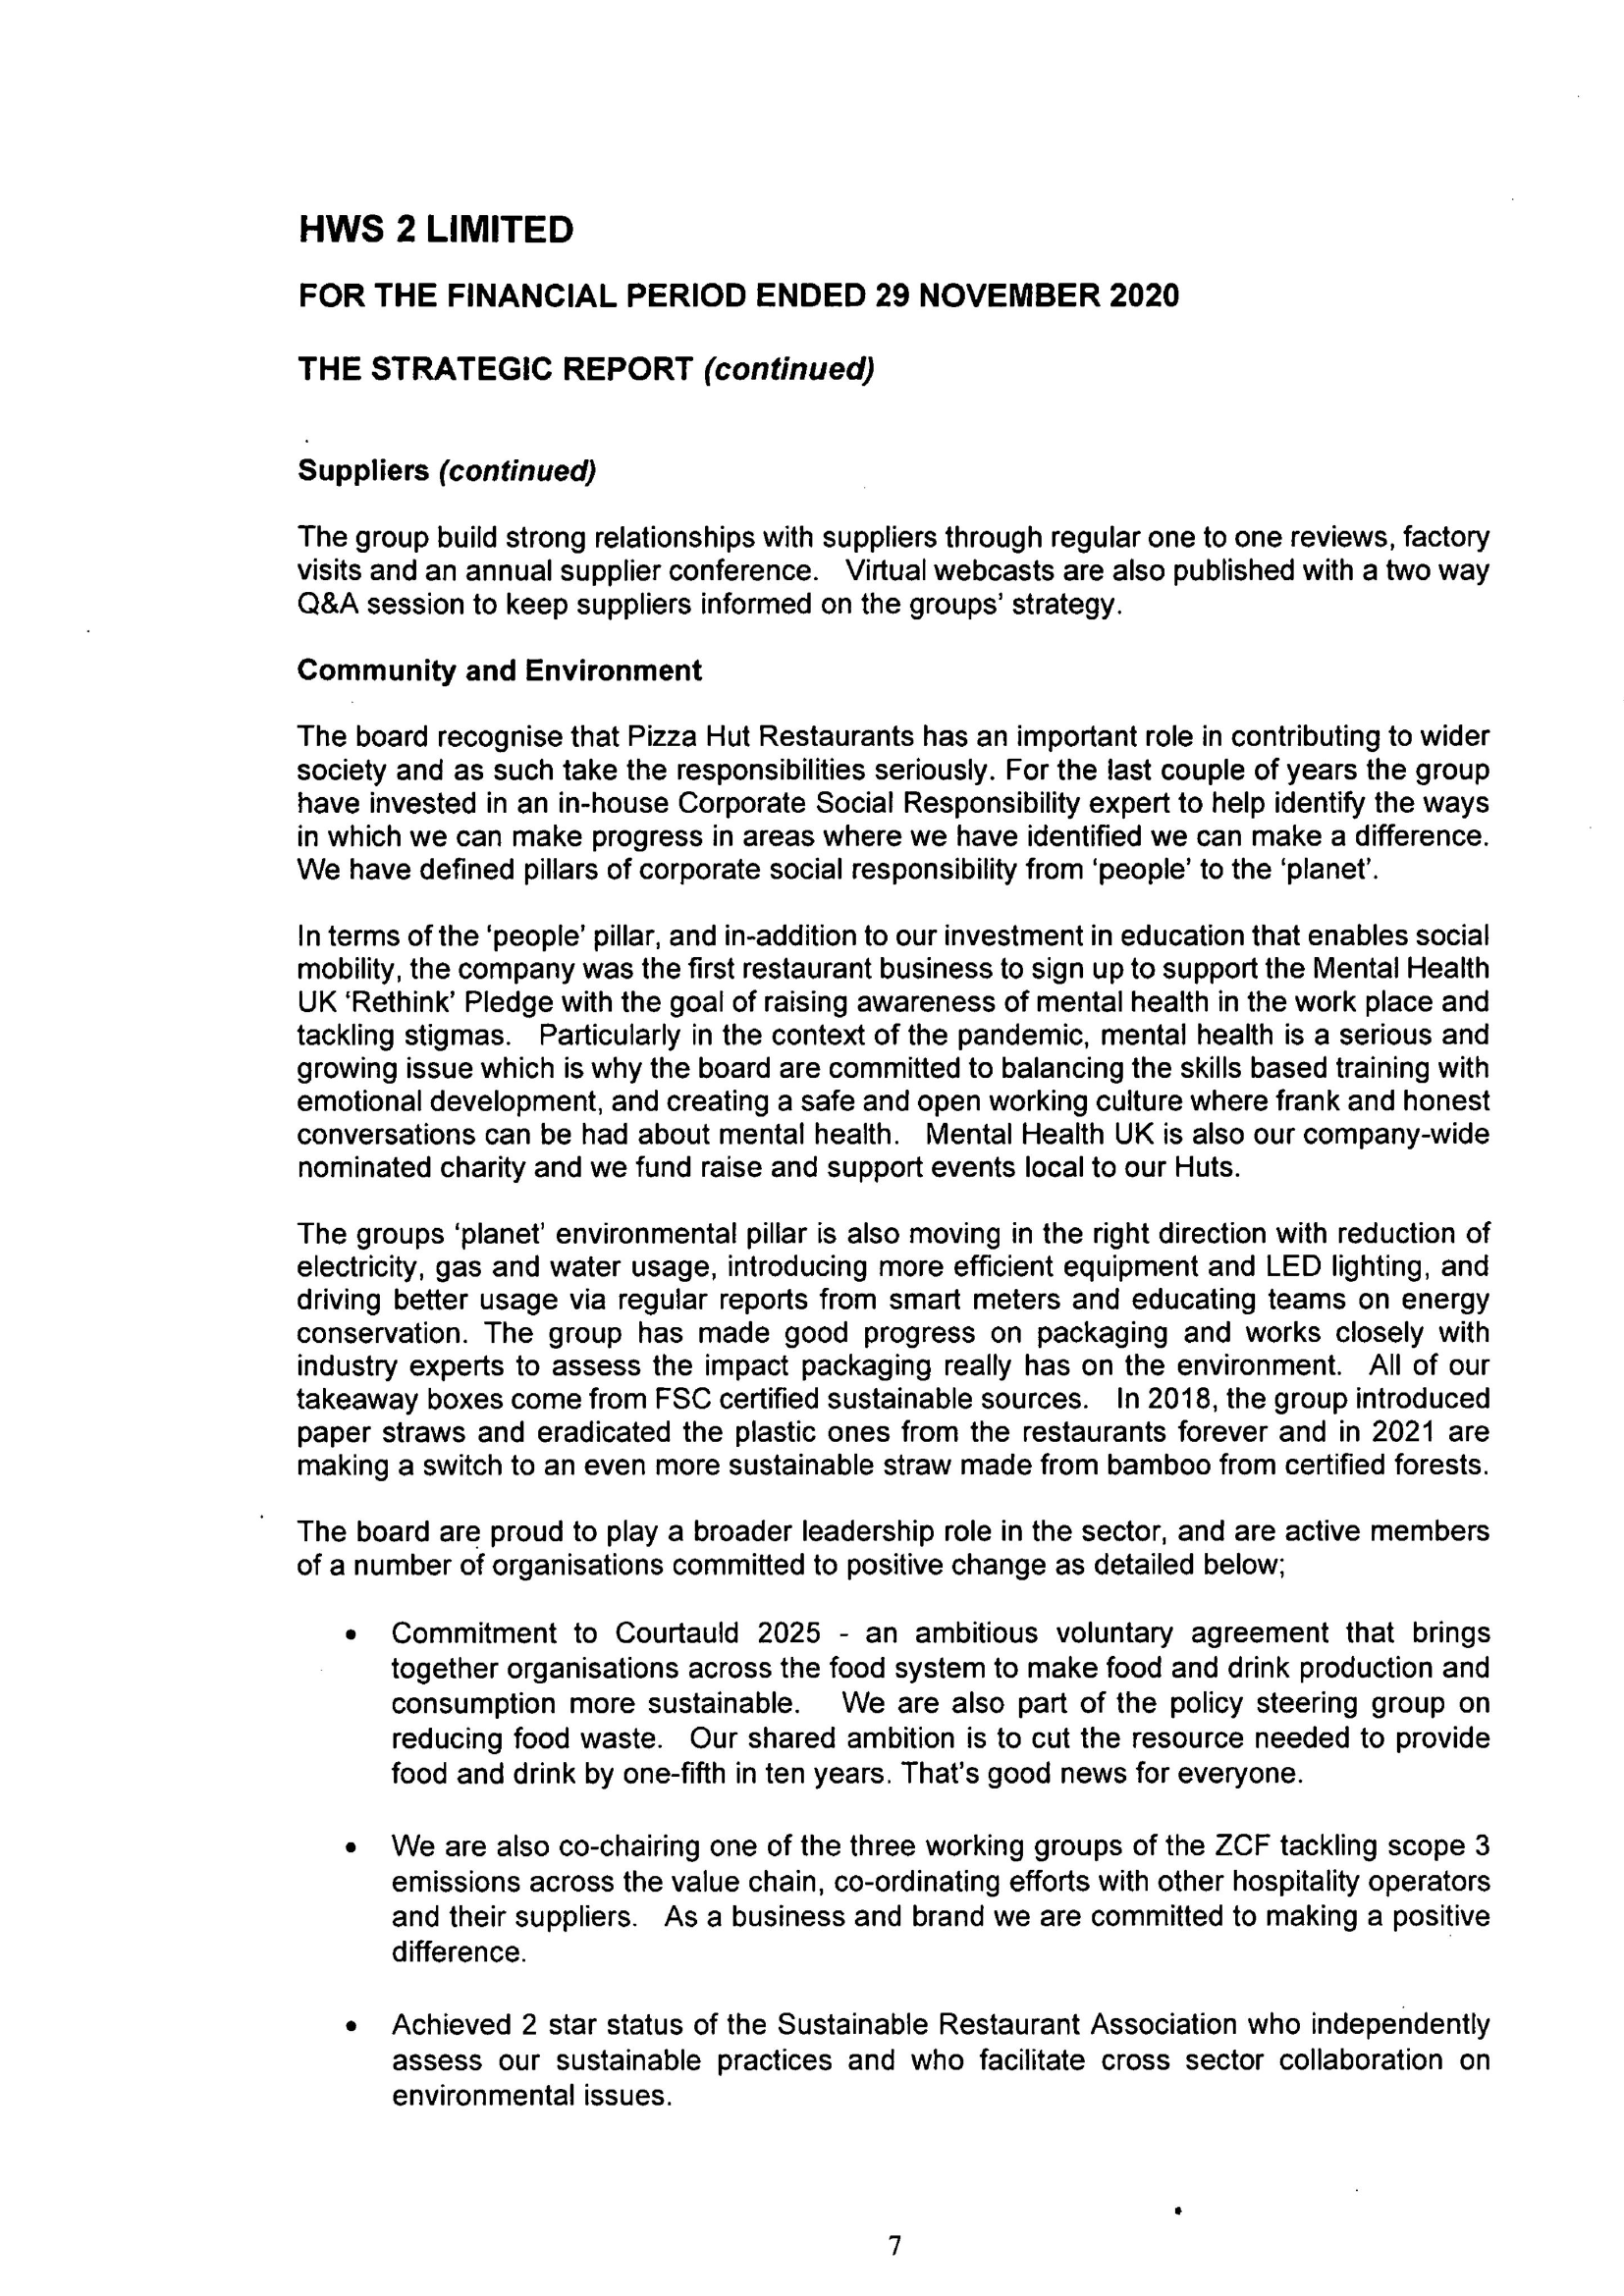 HWS 2 LIMITED
FOR THE FINANCIAL PERIOD ENDED 29 NOVEMBER 2020
THE STRATEGIC REPORT (continued)
Suppliers (continued)
The group build strong relationships with suppliers through regular one to one reviews, factory
visits and an annual supplier conference. Virtual webcasts are also published with a two way
Q&A session to keep suppliers informed on the groups' strategy.
Community and Environment
The board recognise that Pizza Hut Restaurants has an important role in contributing to wider
society and as such take the responsibilities seriously. For the last couple of years the group
have invested in an in-house Corporate Social Responsibility expert to help identify the ways
in which we can make progress in areas where we have identified we can make a difference.
We have defined pillars of corporate social responsibility from 'people' to the 'planet'.
In terms of the 'people' pillar, and in-addition to our investment in education that enables social
mobility, the company was the first restaurant business to sign up to support the Mental Health
UK 'Rethink' Pledge with the goal of raising awareness of mental health in the work place and
tackling stigmas. Particularly in the context of the pandemic, mental health is a serious and
growing issue which is why the board are committed to balancing the skills based training with
emotional development, and creating a safe and open working culture where frank and honest
conversations can be had about mental health. Mental Health UK is also our company-wide
nominated charity and we fund raise and support events local to our Huts.
The groups 'planet' environmental pillar is also moving in the right direction with reduction of
electricity, gas and water usage, introducing more efficient equipment and LED lighting, and
driving better usage via regular reports from smart meters and educating teams on energy
conservation. The group has made good progress on packaging and works closely with
industry experts to assess the impact packaging really has on the environment. All of our
takeaway boxes come from FSC certified sustainable sources. In 2018, the group introduced
paper straws and eradicated the plastic ones from the restaurants forever and in 2021 are
making a switch to an even more sustainable straw made from bamboo from certified forests.
The board are proud to play a broader leadership role in the sector, and are active members
of a number of organisations committed to positive change as detailed below;
• Commitment to Courtauld 2025 - an ambitious voluntary agreement that brings
together organisations across the food system to make food and drink production and
consumption more sustainable. We are also part of the policy steering group on
reducing food waste. Our shared ambition is to cut the resource needed to provide
food and drink by one-fifth in ten years. That's good news for everyone.
• We are also co-chairing one of the three working groups of the ZCF tackling scope 3
emissions across the value chain, co-ordinating efforts with other hospitality operators
and their suppliers. As a business and brand we are committed to making a positive
difference.
• Achieved 2 star status of the Sustainable Restaurant Association who independently
assess our sustainable practices and who facilitate cross sector collaboration on
environmental issues.
7